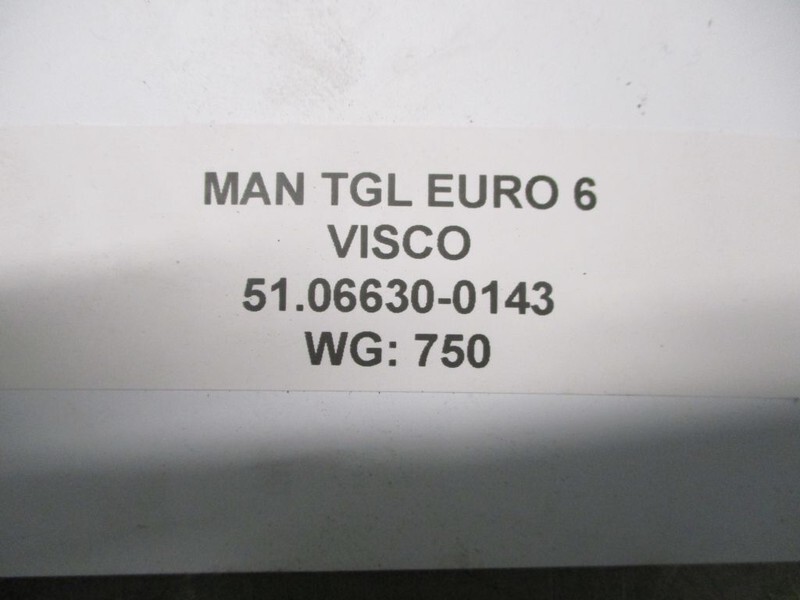 MAN TGL EURO 6
VISCO
51.06630-0143
WG: 750